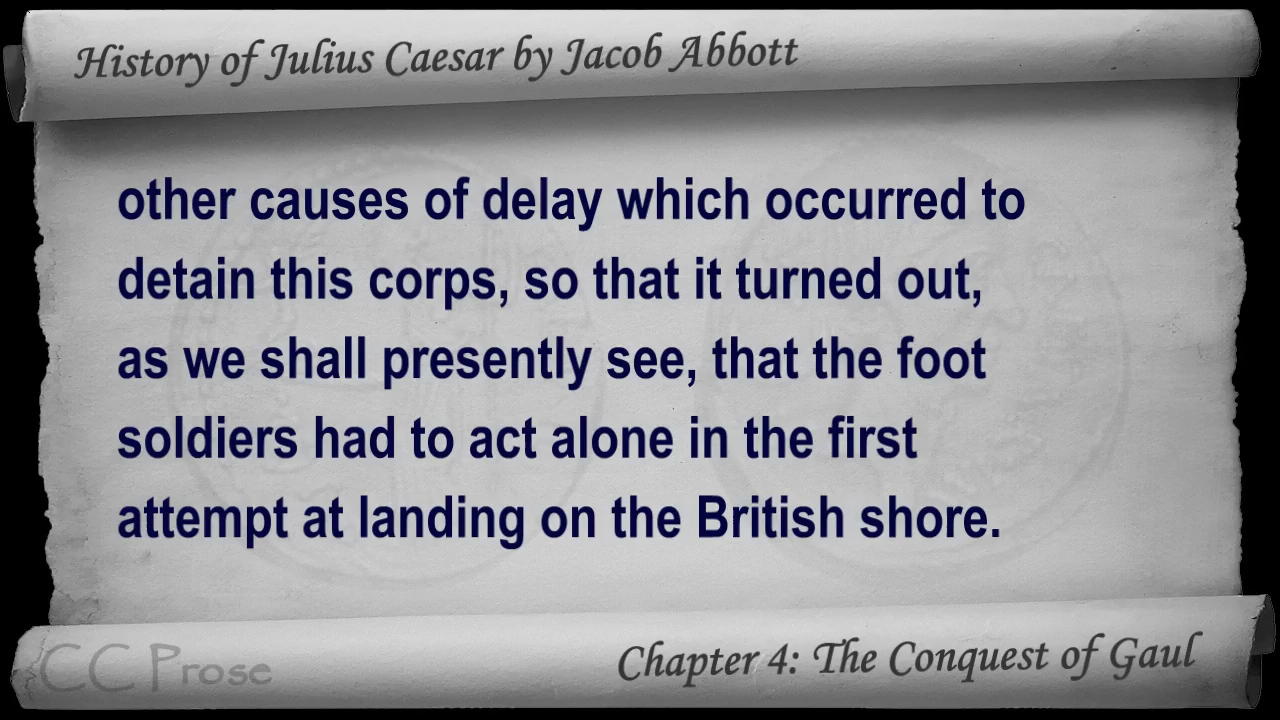 History of Julius Caesar by Jacob Abbott
other causes of delay which occurred to
detain this corps, so that it turned out,
as we shall presently see, that the foot
soldiers had to act alone in the first
attempt at landing on the British shore.
CC Prose
Chapter 4: The Conquest of Gaul